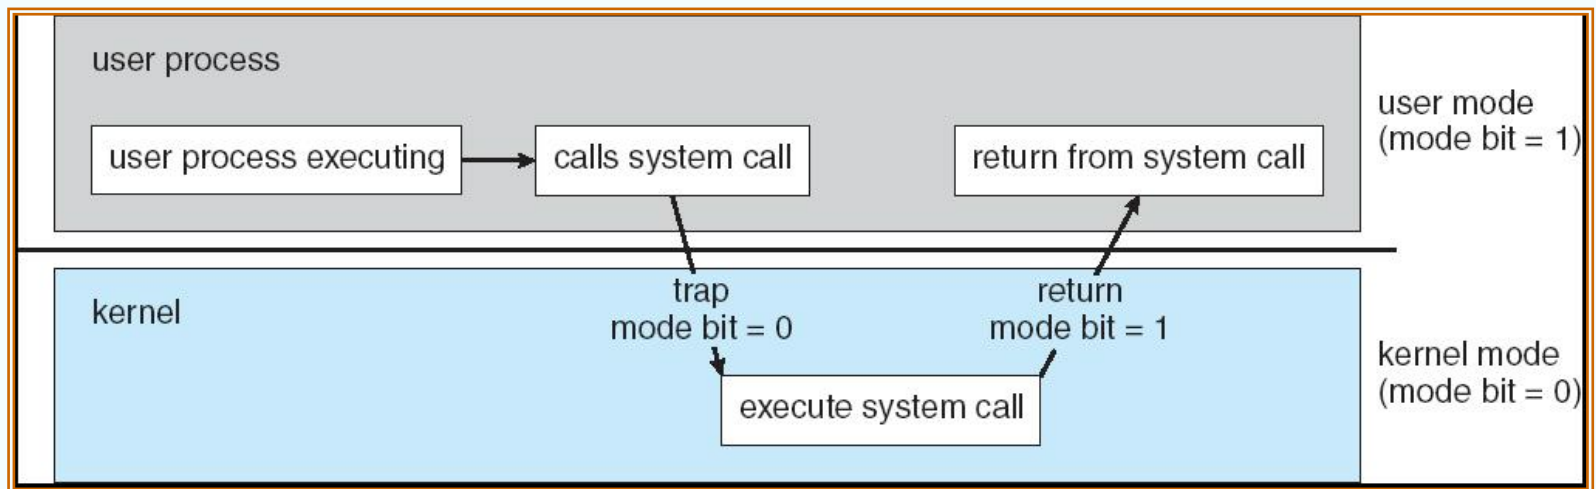 user process
user process executing
calls system call
return from system call
user mode
(mode bit = 1)
kernel
trap
mode bit = 0
return
mode bit = 1
execute system call
kernel mode
(mode bit = 0)